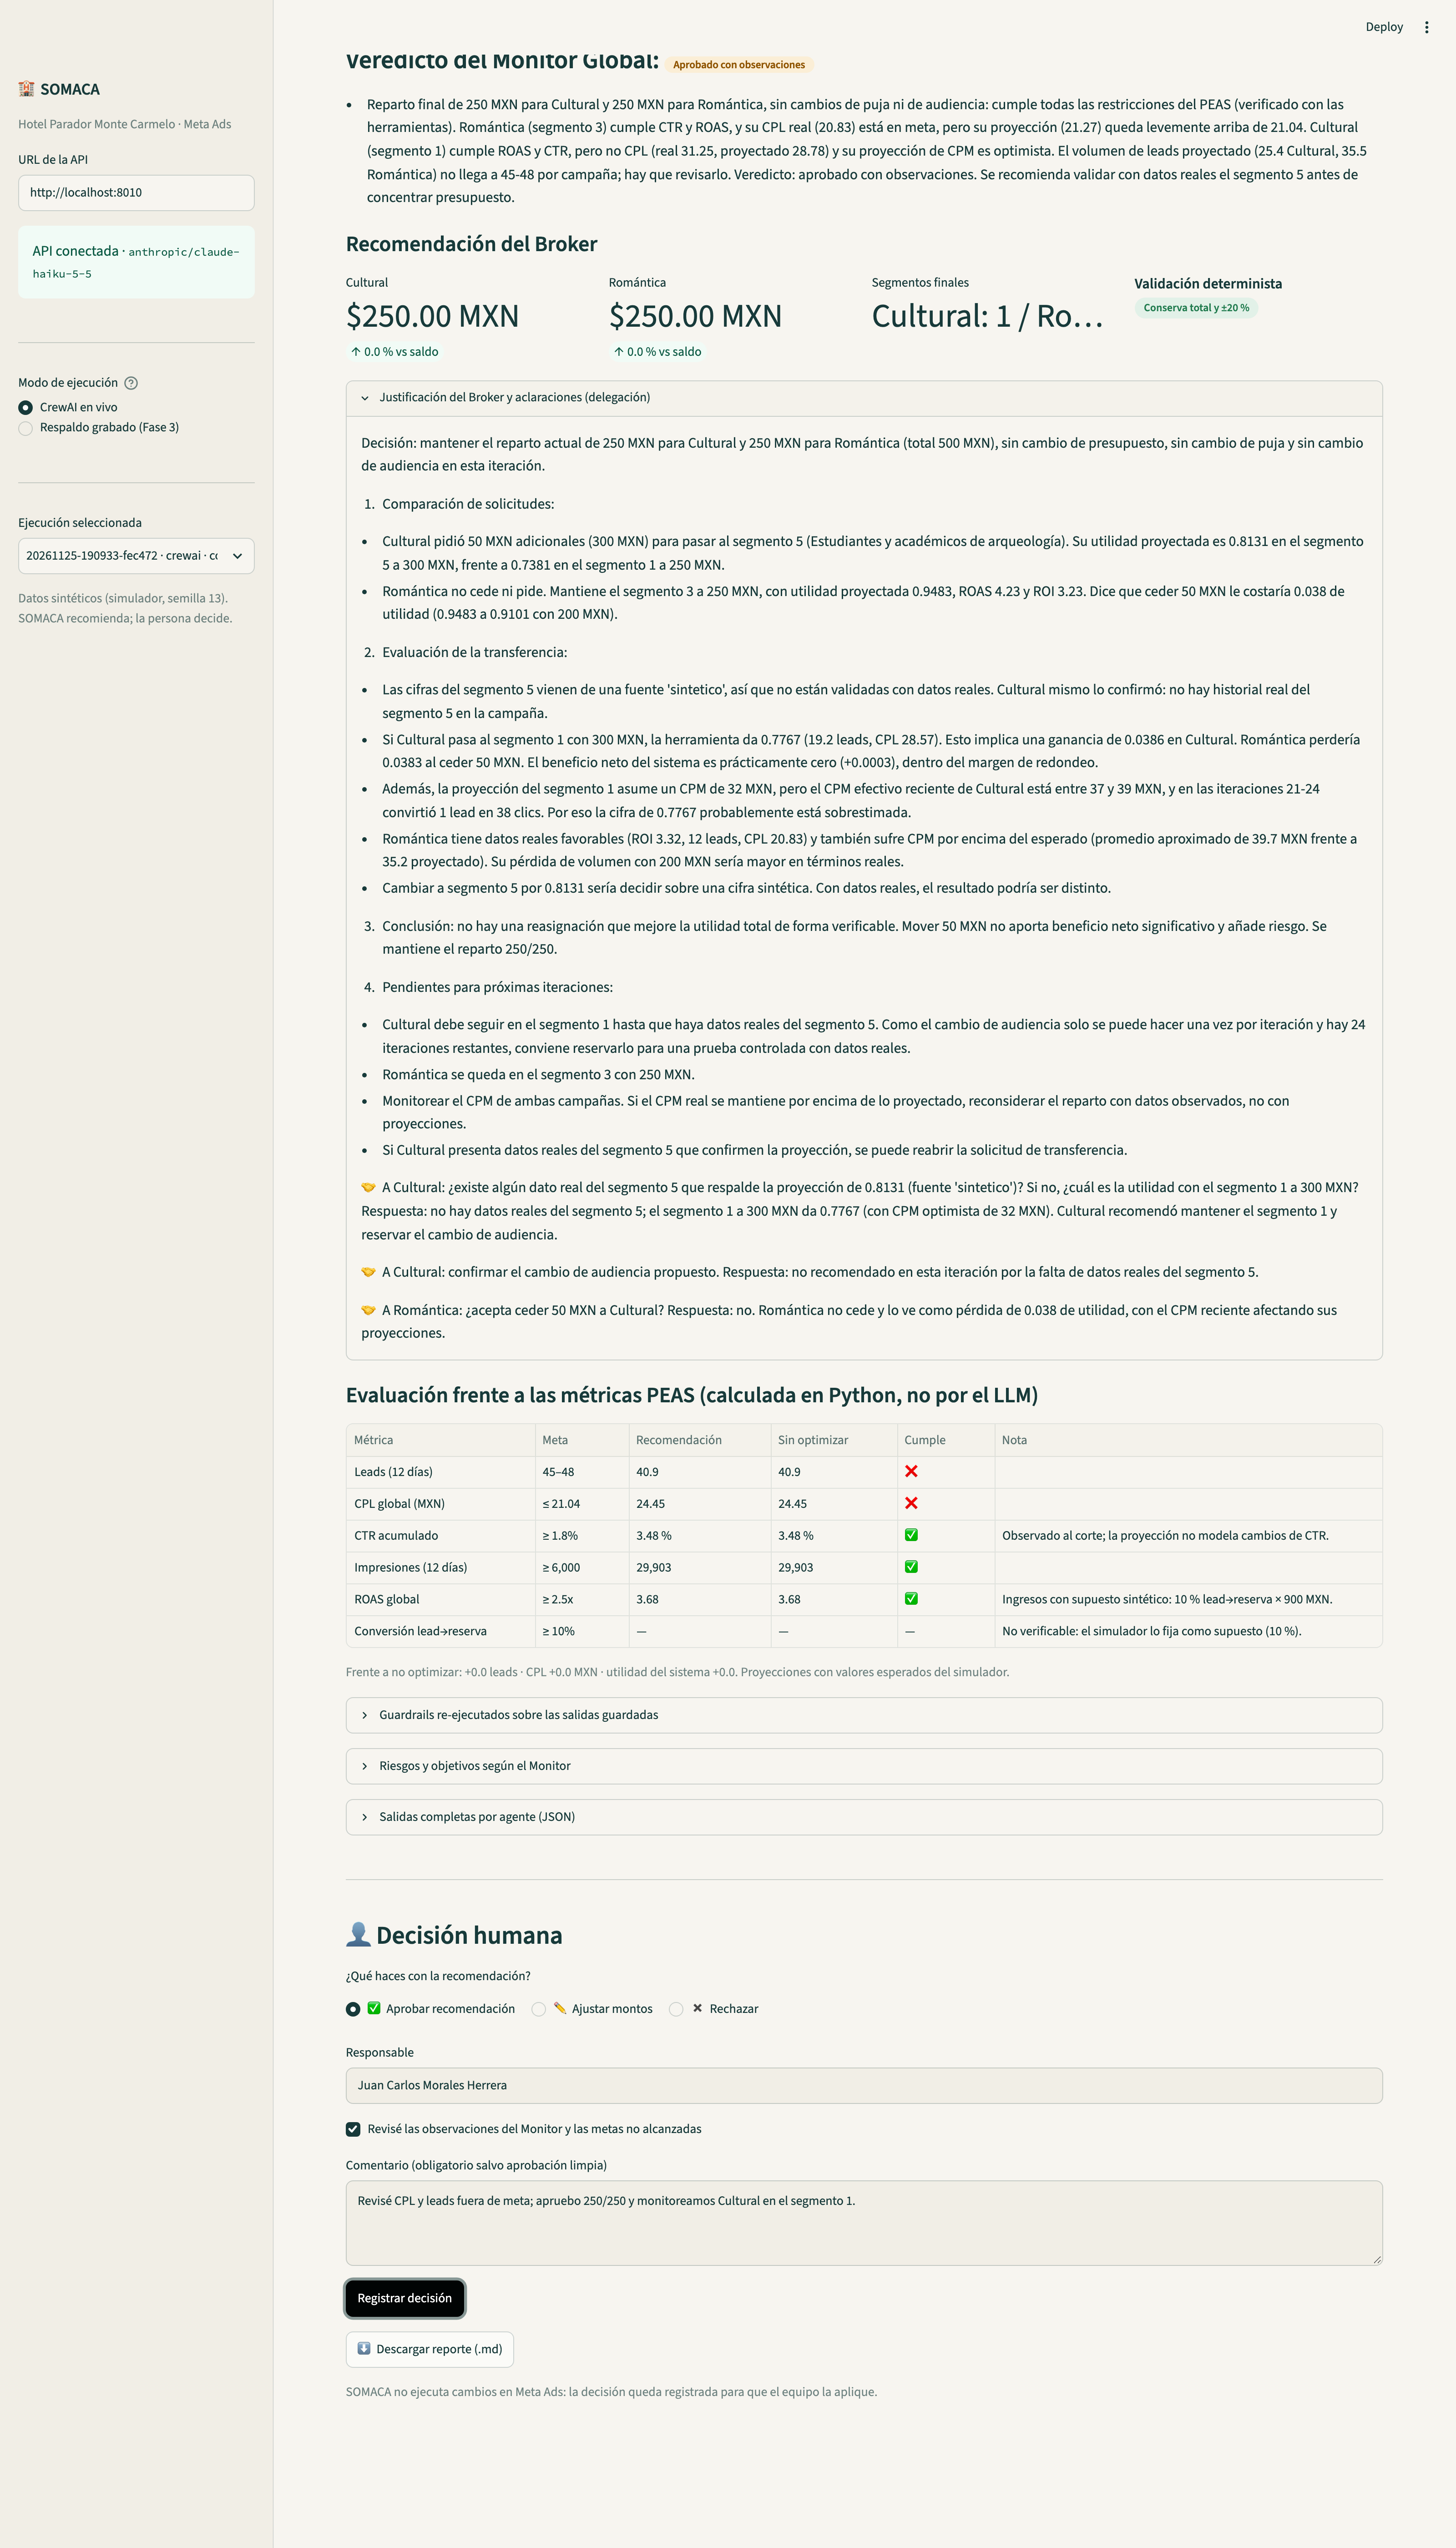 Deploy
SOMACA
Hotel Parador Monte Carmelo · Meta Ads
URL de la API
http://localhost:8010
API conectada · anthropic/claude-
haiku-5-5
Modo de ejecución
CrewAI en vivo
Respaldo grabado (Fase 3)
Ejecución seleccionada
20261125-190933-fec472 · crewai · cc
Datos sintéticos (simulador, semilla 13).
SOMACA recomienda; la persona decide.
Veredicto del Monitor Global: Aprobado con observaciones
• Reparto final de 250 MXN para Cultural y 250 MXN para Romántica, sin cambios de puja ni de audiencia: cumple todas las restricciones del PEAS (verificado con las
herramientas). Romántica (segmento 3) cumple CTR y ROAS, y su CPL real (20.83) está en meta, pero su proyección (21.27) queda levemente arriba de 21.04. Cultural
(segmento 1) cumple ROAS y CTR, pero no CPL (real 31.25, proyectado 28.78) y su proyección de CPM es optimista. El volumen de leads proyectado (25.4 Cultural, 35.5
Romántica) no llega a 45-48 por campaña; hay que revisarlo. Veredicto: aprobado con observaciones. Se recomienda validar con datos reales el segmento 5 antes de
concentrar presupuesto.
Recomendación del Broker
Cultural
$250.00 MXN
↑ 0.0 % vs saldo
Romántica
$250.00 MXN
↑ 0.0 % vs saldo
Segmentos finales
Cultural: 1 / Ro…
Validación determinista
Conserva total y ±20 %
Justificación del Broker y aclaraciones (delegación)
Decisión: mantener el reparto actual de 250 MXN para Cultural y 250 MXN para Romántica (total 500 MXN), sin cambio de presupuesto, sin cambio de puja y sin cambio
de audiencia en esta iteración.
1. Comparación de solicitudes:
• Cultural pidió 50 MXN adicionales (300 MXN) para pasar al segmento 5 (Estudiantes y académicos de arqueología). Su utilidad proyectada es 0.8131 en el segmento
5 a 300 MXN, frente a 0.7381 en el segmento 1 a 250 MXN.
• Romántica no cede ni pide. Mantiene el segmento 3 a 250 MXN, con utilidad proyectada 0.9483, ROAS 4.23 y ROI 3.23. Dice que ceder 50 MXN le costaría 0.038 de
utilidad (0.9483 a 0.9101 con 200 MXN).
2. Evaluación de la transferencia:
• Las cifras del segmento 5 vienen de una fuente 'sintetico', así que no están validadas con datos reales. Cultural mismo lo confirmó: no hay historial real del
segmento 5 en la campaña.
• Si Cultural pasa al segmento 1 con 300 MXN, la herramienta da 0.7767 (19.2 leads, CPL 28.57). Esto implica una ganancia de 0.0386 en Cultural. Romántica perdería
0.0383 al ceder 50 MXN. El beneficio neto del sistema es prácticamente cero (+0.0003), dentro del margen de redondeo.
• Además, la proyección del segmento 1 asume un CPM de 32 MXN, pero el CPM efectivo reciente de Cultural está entre 37 y 39 MXN, y en las iteraciones 21-24
convirtió 1 lead en 38 clics. Por eso la cifra de 0.7767 probablemente está sobrestimada.
• Romántica tiene datos reales favorables (ROI 3.32, 12 leads, CPL 20.83) y también sufre CPM por encima del esperado (promedio aproximado de 39.7 MXN frente a
35.2 proyectado). Su pérdida de volumen con 200 MXN sería mayor en términos reales.
• Cambiar a segmento 5 por 0.8131 sería decidir sobre una cifra sintética. Con datos reales, el resultado podría ser distinto.
3. Conclusión: no hay una reasignación que mejore la utilidad total de forma verificable. Mover 50 MXN no aporta beneficio neto significativo y añade riesgo. Se
mantiene el reparto 250/250.
4. Pendientes para próximas iteraciones:
• Cultural debe seguir en el segmento 1 hasta que haya datos reales del segmento 5. Como el cambio de audiencia solo se puede hacer una vez por iteración y hay 24
iteraciones restantes, conviene reservarlo para una prueba controlada con datos reales.
• Romántica se queda en el segmento 3 con 250 MXN.
• Monitorear el CPM de ambas campañas. Si el CPM real se mantiene por encima de lo proyectado, reconsiderar el reparto con datos observados, no con
proyecciones.
• Si Cultural presenta datos reales del segmento 5 que confirmen la proyección, se puede reabrir la solicitud de transferencia.
🤝 A Cultural: ¿existe algún dato real del segmento 5 que respalde la proyección de 0.8131 (fuente 'sintetico')? Si no, ¿cuál es la utilidad con el segmento 1 a 300 MXN?
Respuesta: no hay datos reales del segmento 5; el segmento 1 a 300 MXN da 0.7767 (con CPM optimista de 32 MXN). Cultural recomendó mantener el segmento 1 y
reservar el cambio de audiencia.
🤝 A Cultural: confirmar el cambio de audiencia propuesto. Respuesta: no recomendado en esta iteración por la falta de datos reales del segmento 5.
🤝 A Romántica: ¿acepta ceder 50 MXN a Cultural? Respuesta: no. Romántica no cede y lo ve como pérdida de 0.038 de utilidad, con el CPM reciente afectando sus
proyecciones.
Evaluación frente a las métricas PEAS (calculada en Python, no por el LLM)
Métrica Meta Recomendación Sin optimizar Cumple Nota
Leads (12 días) 45–48 40.9 40.9 ❌
CPL global (MXN) ≤ 21.04 24.45 24.45 ❌
CTR acumulado ≥ 1.8% 3.48 % 3.48 % ✅ Observado al corte; la proyección no modela cambios de CTR.
Impresiones (12 días) ≥ 6,000 29,903 29,903 ✅
ROAS global ≥ 2.5x 3.68 3.68 ✅ Ingresos con supuesto sintético: 10 % lead→reserva × 900 MXN.
Conversión lead→reserva ≥ 10% — — — No verificable: el simulador lo fija como supuesto (10 %).
Frente a no optimizar: +0.0 leads · CPL +0.0 MXN · utilidad del sistema +0.0. Proyecciones con valores esperados del simulador.
Guardrails re-ejecutados sobre las salidas guardadas
Riesgos y objetivos según el Monitor
Salidas completas por agente (JSON)
👤 Decisión humana
¿Qué haces con la recomendación?
✅ Aprobar recomendación ✏️ Ajustar montos ✖ Rechazar
Responsable
Juan Carlos Morales Herrera
Revisé las observaciones del Monitor y las metas no alcanzadas
Comentario (obligatorio salvo aprobación limpia)
Revisé CPL y leads fuera de meta; apruebo 250/250 y monitoreamos Cultural en el segmento 1.
Registrar decisión
⬇️ Descargar reporte (.md)
SOMACA no ejecuta cambios en Meta Ads: la decisión queda registrada para que el equipo la aplique.